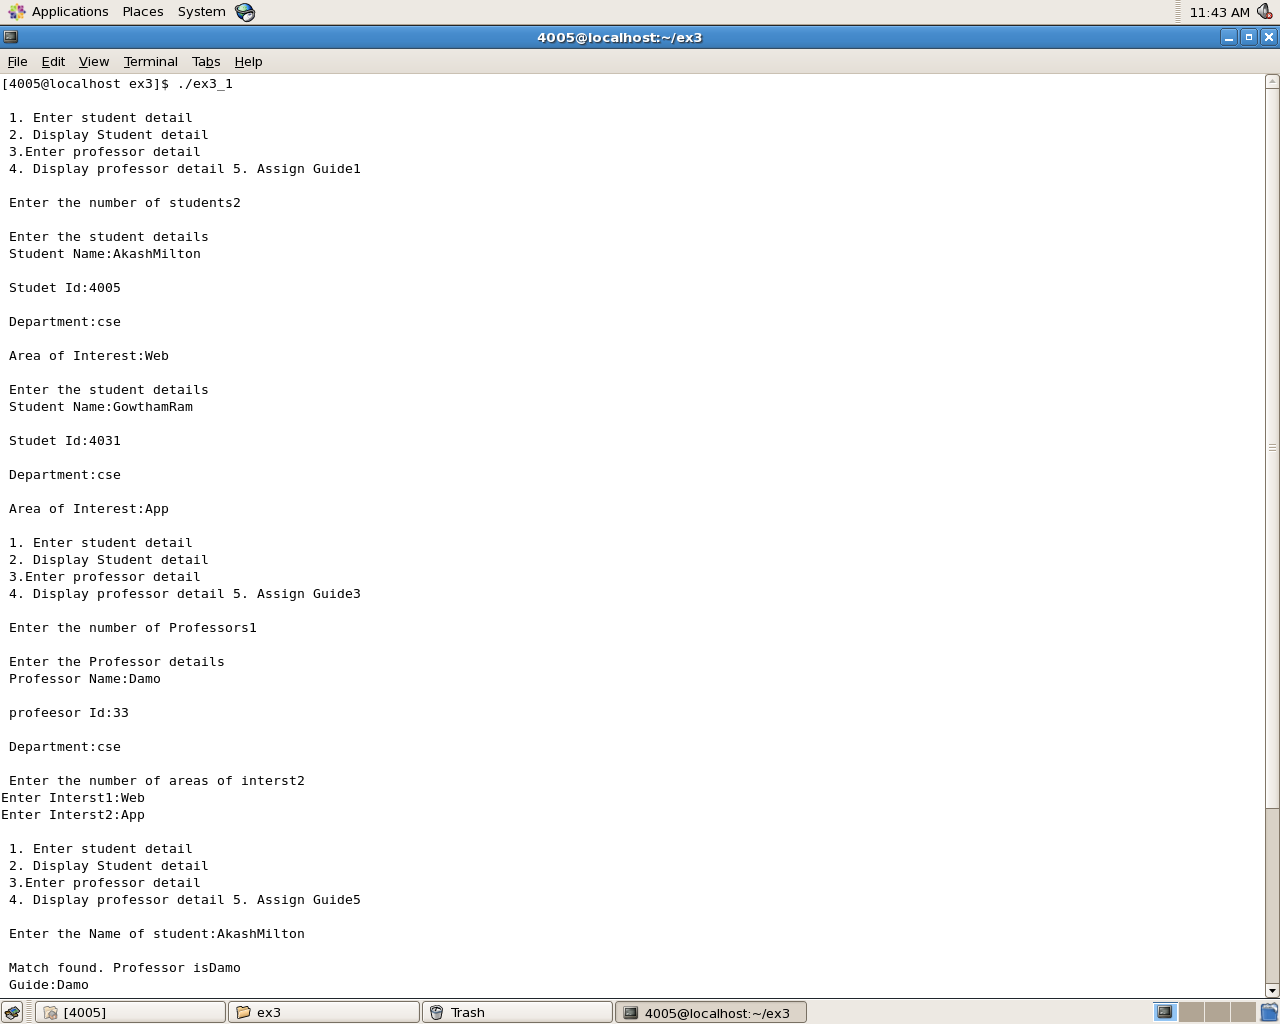 Applications Places System 11:43 AM
4005@localhost:~/ex3
File Edit View Terminal Tabs Help
[4005@localhost ex3]$ ./ex3_1
1. Enter student detail
2. Display Student detail
3.Enter professor detail
4. Display professor detail 5. Assign Guide1
Enter the number of students2
Enter the student details
Student Name:AkashMilton
Studet Id:4005
Department:cse
Area of Interest:Web
Enter the student details
Student Name:GowthamRam
Studet Id:4031
Department:cse
Area of Interest:App
1. Enter student detail
2. Display Student detail
3.Enter professor detail
4. Display professor detail 5. Assign Guide3
Enter the number of Professors1
Enter the Professor details
Professor Name:Damo
profeesor Id:33
Department:cse
Enter the number of areas of interst2
Enter Interst1:Web
Enter Interst2:App
1. Enter student detail
2. Display Student detail
3.Enter professor detail
4. Display professor detail 5. Assign Guide5
Enter the Name of student:AkashMilton
Match found. Professor isDamo
Guide:Damo
[4005] ex3 Trash 4005@localhost:~/ex3